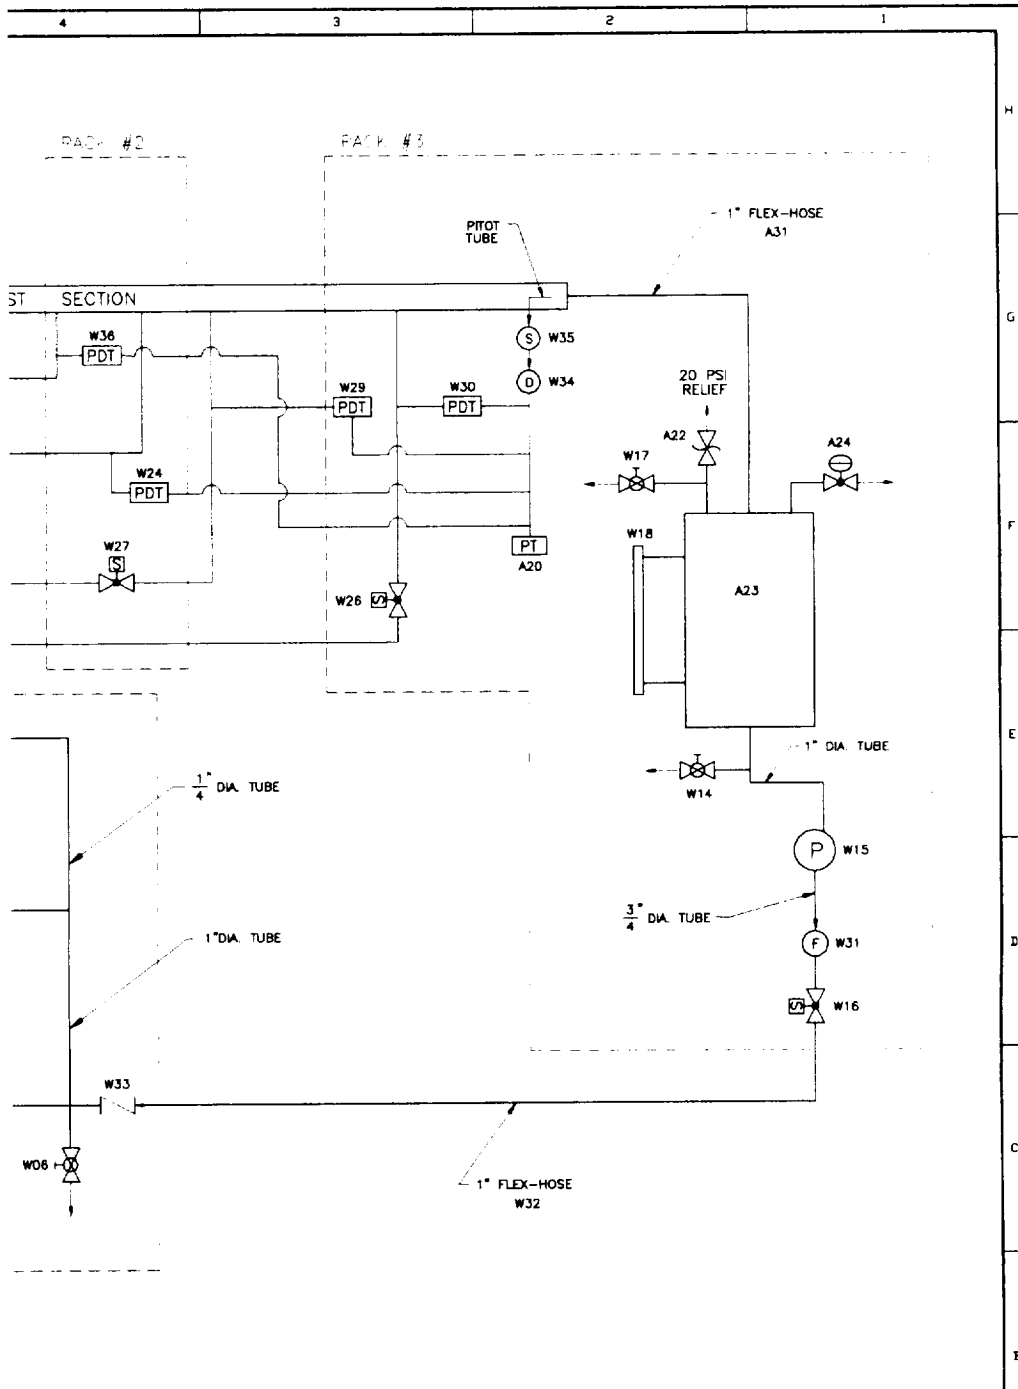 4 3 2 1
H
RACK #2 RACK #3
1" FLEX-HOSE
A31
PITOT
TUBE
ST SECTION
G
W36
PDT
S W35
D W34
W29
PDT
W30
PDT
20 PSI
RELIEF
A22
A24
W17
W24
PDT
F
W18
PT
A20
W27
S
W26 S
A23
E
1" DIA. TUBE
1/4" DIA. TUBE
W14
P W15
3/4" DIA. TUBE
1"DIA. TUBE
F W31
D
S W16
W33
C
W06
1" FLEX-HOSE
W32